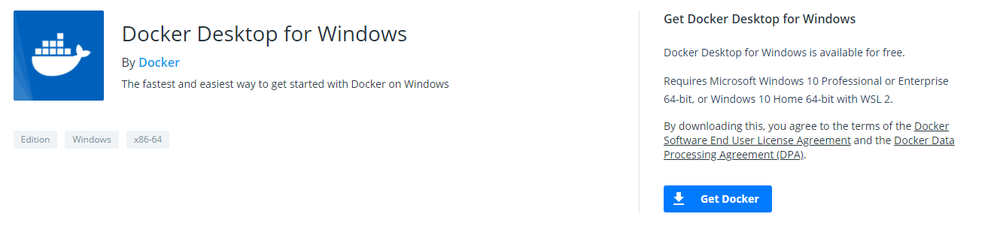 Docker Desktop for Windows
By Docker
The fastest and easiest way to get started with Docker on Windows
Edition
Windows
x86-64
Get Docker Desktop for Windows
Docker Desktop for Windows is available for free.
Requires Microsoft Windows 10 Professional or Enterprise
64-bit, or Windows 10 Home 64-bit with WSL 2.
By downloading this, you agree to the terms of the Docker
Software End User License Agreement and the Docker Data
Processing Agreement (DPA).
Get Docker